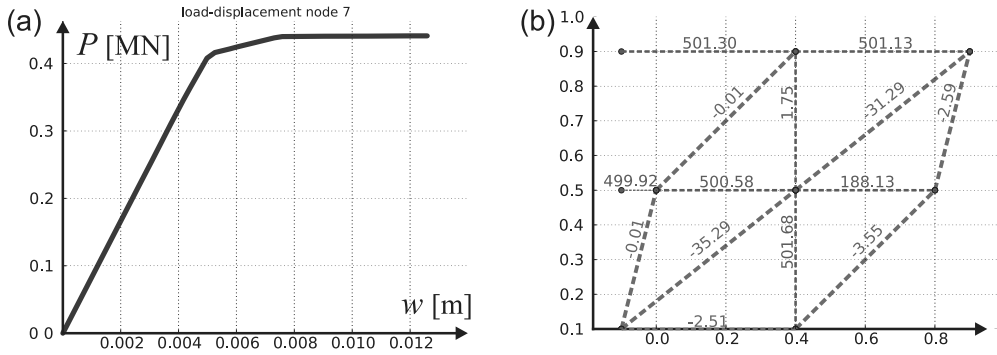 (a)
load-displacement node 7
P [MN]
0.4
0.3
0.2
0.1
0 0
0.002 0.004 0.006 0.008 0.010 0.012
w [m]
(b)
1.0
0.9
0.8
0.7
0.6
0.5
0.4
0.3
0.2
0.1
0.0 0.2 0.4 0.6 0.8
501.30 501.13
-0.01 1.75 -31.29 -2.59
499.92 500.58 188.13
-0.01 -35.29 501.68 -3.55
-2.51